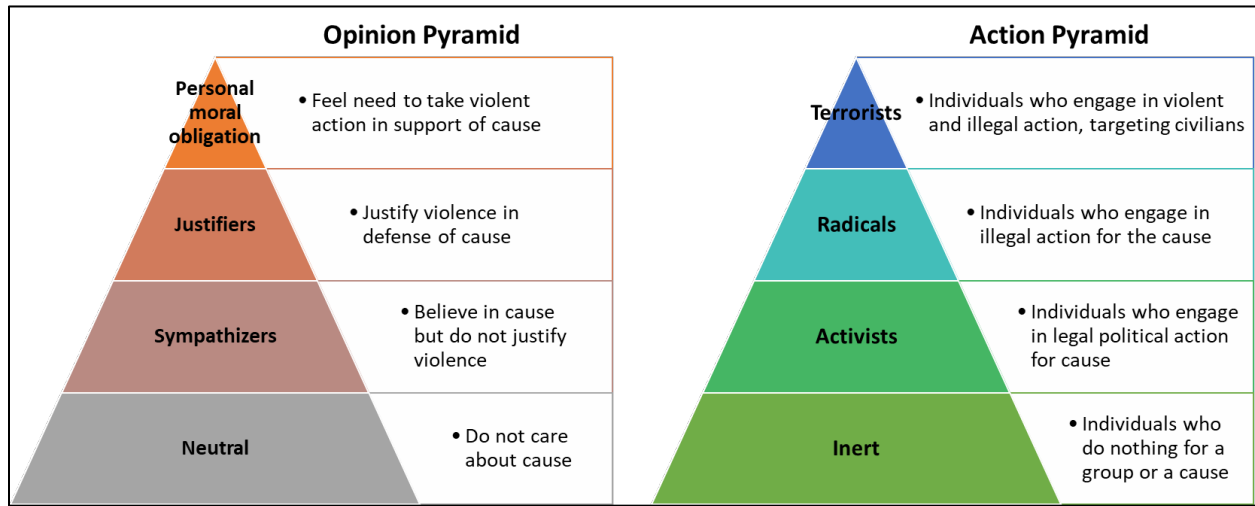 Opinion Pyramid
Personal
moral
obligation
• Feel need to take violent
action in support of cause
Justifiers
• Justify violence in
defense of cause
Sympathizers
• Believe in cause
but do not justify
violence
Neutral
• Do not care
about cause
Action Pyramid
Terrorists
• Individuals who engage in violent
and illegal action, targeting civilians
Radicals
• Individuals who engage in
illegal action for the cause
Activists
• Individuals who engage
in legal political action
for cause
Inert
• Individuals who
do nothing for a
group or a cause